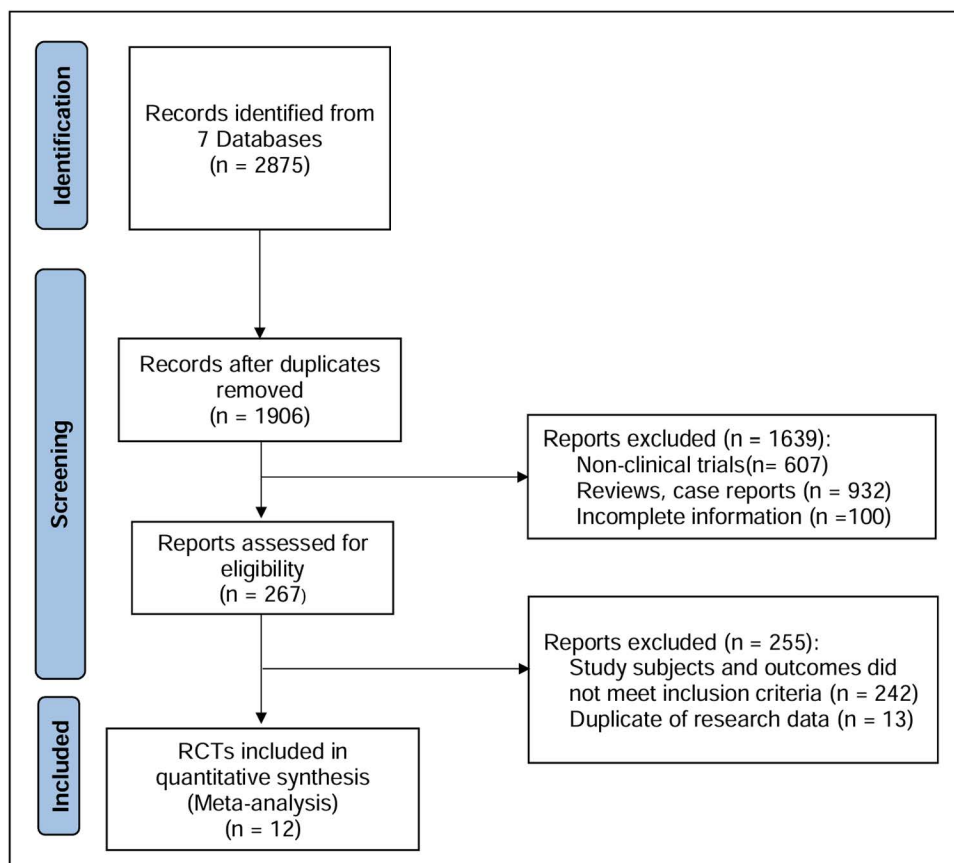 Identification
Records identified from
7 Databases
(n = 2875)
Screening
Records after duplicates
removed
(n = 1906)
Reports excluded (n = 1639):
Non-clinical trials(n= 607)
Reviews, case reports (n = 932)
Incomplete information (n =100)
Reports assessed for
eligibility
(n = 267)
Reports excluded (n = 255):
Study subjects and outcomes did
not meet inclusion criteria (n = 242)
Duplicate of research data (n = 13)
Included
RCTs included in
quantitative synthesis
(Meta-analysis)
(n = 12)